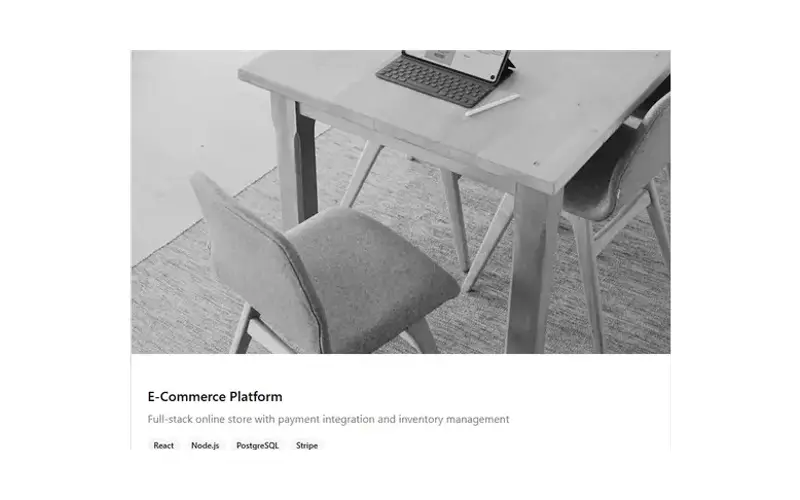 E-Commerce Platform
Full-stack online store with payment integration and inventory management
React Node.js PostgreSQL Stripe